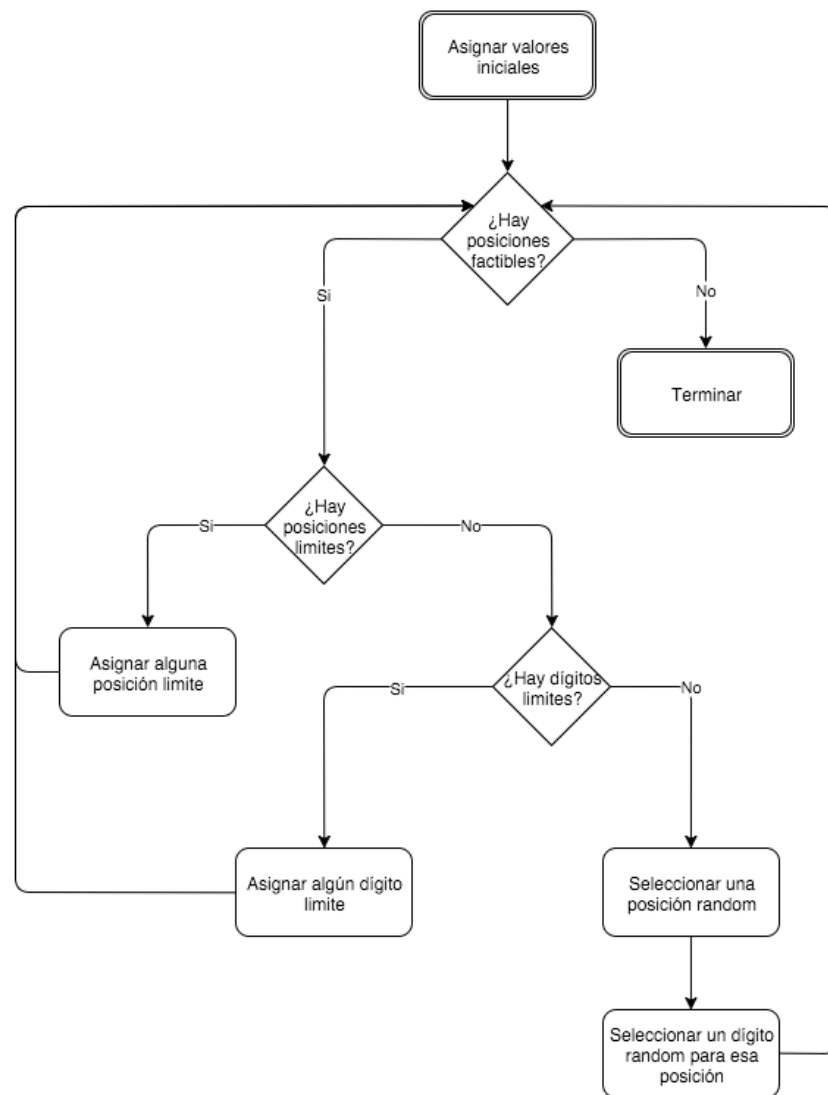 Asignar valores
iniciales
¿Hay
posiciones
factibles?
Si
No
Terminar
¿Hay
posiciones
limites?
Si
No
Asignar alguna
posición limite
¿Hay dígitos
limites?
Si
No
Asignar algún dígito
limite
Seleccionar una
posición random
Seleccionar un dígito
random para esa
posición